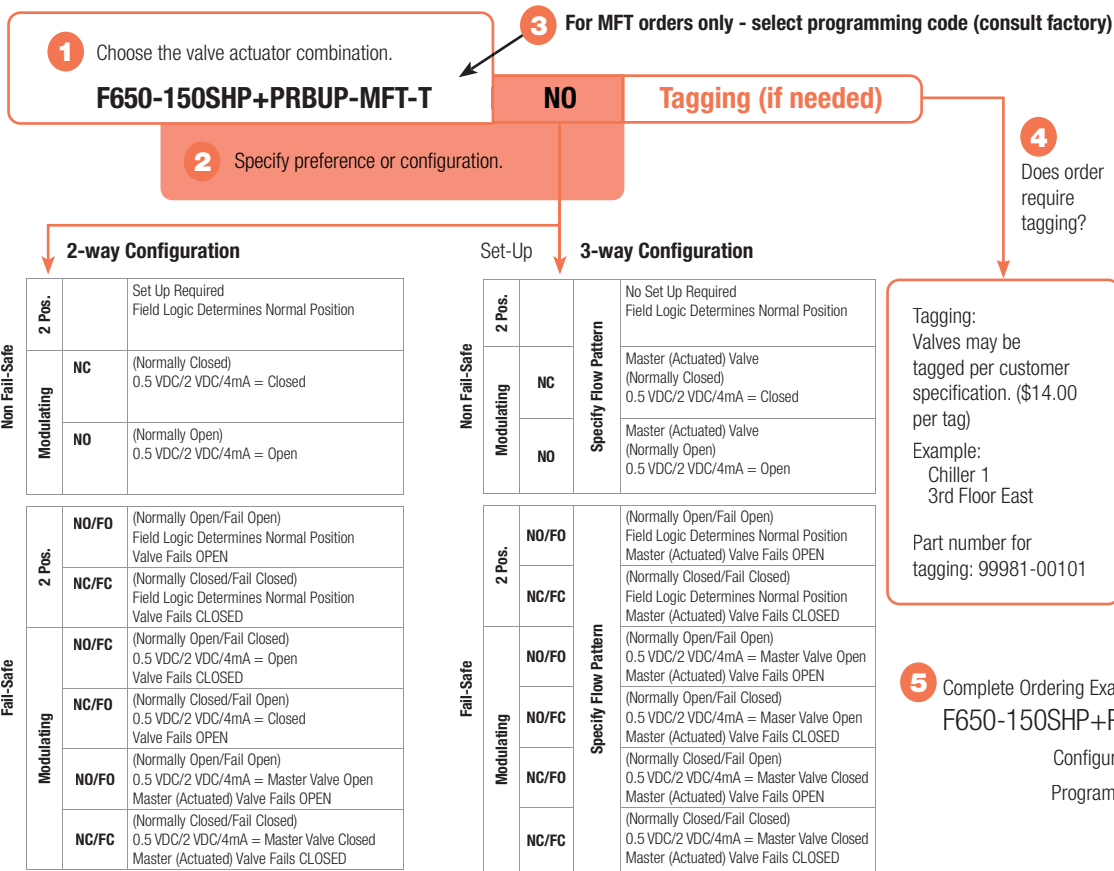 3 For MFT orders only - select programming code (consult factory)
1 Choose the valve actuator combination.
F650-150SHP+PRBUP-MFT-T NO Tagging (if needed)
2 Specify preference or configuration.
4
Does order
require
tagging?
2-way Configuration
Non Fail-Safe
2 Pos.
Set Up Required
Field Logic Determines Normal Position
Modulating
NC
(Normally Closed)
0.5 VDC/2 VDC/4mA = Closed
NO
(Normally Open)
0.5 VDC/2 VDC/4mA = Open
Fail-Safe
2 Pos.
NO/FO
(Normally Open/Fail Open)
Field Logic Determines Normal Position
Valve Fails OPEN
NC/FC
(Normally Closed/Fail Closed)
Field Logic Determines Normal Position
Valve Fails CLOSED
Modulating
NO/FC
(Normally Open/Fail Closed)
0.5 VDC/2 VDC/4mA = Open
Valve Fails CLOSED
NC/FO
(Normally Closed/Fail Open)
0.5 VDC/2 VDC/4mA = Closed
Valve Fails OPEN
NO/FO
(Normally Open/Fail Open)
0.5 VDC/2 VDC/4mA = Master Valve Open
Master (Actuated) Valve Fails OPEN
NC/FC
(Normally Closed/Fail Closed)
0.5 VDC/2 VDC/4mA = Master Valve Closed
Master (Actuated) Valve Fails CLOSED
Set-Up
3-way Configuration
Non Fail-Safe
2 Pos.
Specify Flow Pattern
No Set Up Required
Field Logic Determines Normal Position
Modulating
NC
Master (Actuated) Valve
(Normally Closed)
0.5 VDC/2 VDC/4mA = Closed
NO
Master (Actuated) Valve
(Normally Open)
0.5 VDC/2 VDC/4mA = Open
Fail-Safe
2 Pos.
Specify Flow Pattern
NO/FO
(Normally Open/Fail Open)
Field Logic Determines Normal Position
Master (Actuated) Valve Fails OPEN
NC/FC
(Normally Closed/Fail Closed)
Field Logic Determines Normal Position
Master (Actuated) Valve Fails CLOSED
Modulating
NO/FO
(Normally Open/Fail Open)
0.5 VDC/2 VDC/4mA = Master Valve Open
Master (Actuated) Valve Fails OPEN
NO/FC
(Normally Open/Fail Closed)
0.5 VDC/2 VDC/4mA = Maser Valve Open
Master (Actuated) Valve Fails CLOSED
NC/FO
(Normally Closed/Fail Open)
0.5 VDC/2 VDC/4mA = Master Valve Closed
Master (Actuated) Valve Fails OPEN
NC/FC
(Normally Closed/Fail Closed)
0.5 VDC/2 VDC/4mA = Master Valve Closed
Master (Actuated) Valve Fails CLOSED
Tagging:
Valves may be
tagged per customer
specification. ($14.00
per tag)
Example:
Chiller 1
3rd Floor East
Part number for
tagging: 99981-00101
5 Complete Ordering Exa
F650-150SHP+P
Configur
Program